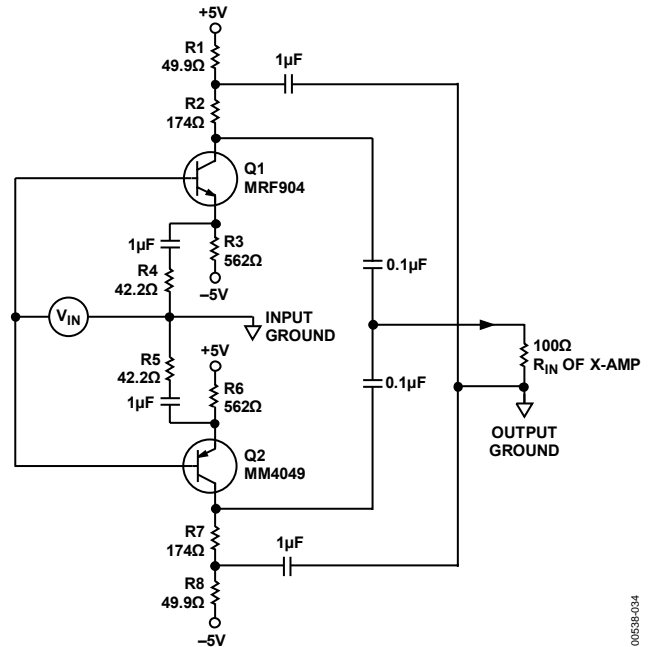 +5V
R1
49.9Ω
1µF
R2
174Ω
Q1
MRF904
1µF
R3
562Ω
R4
42.2Ω
–5V
0.1µF
VIN
INPUT
GROUND
100Ω
RIN OF X-AMP
R5
42.2Ω
+5V
1µF
R6
562Ω
0.1µF
OUTPUT
GROUND
Q2
MM4049
R7
174Ω
1µF
R8
49.9Ω
–5V
00538-034